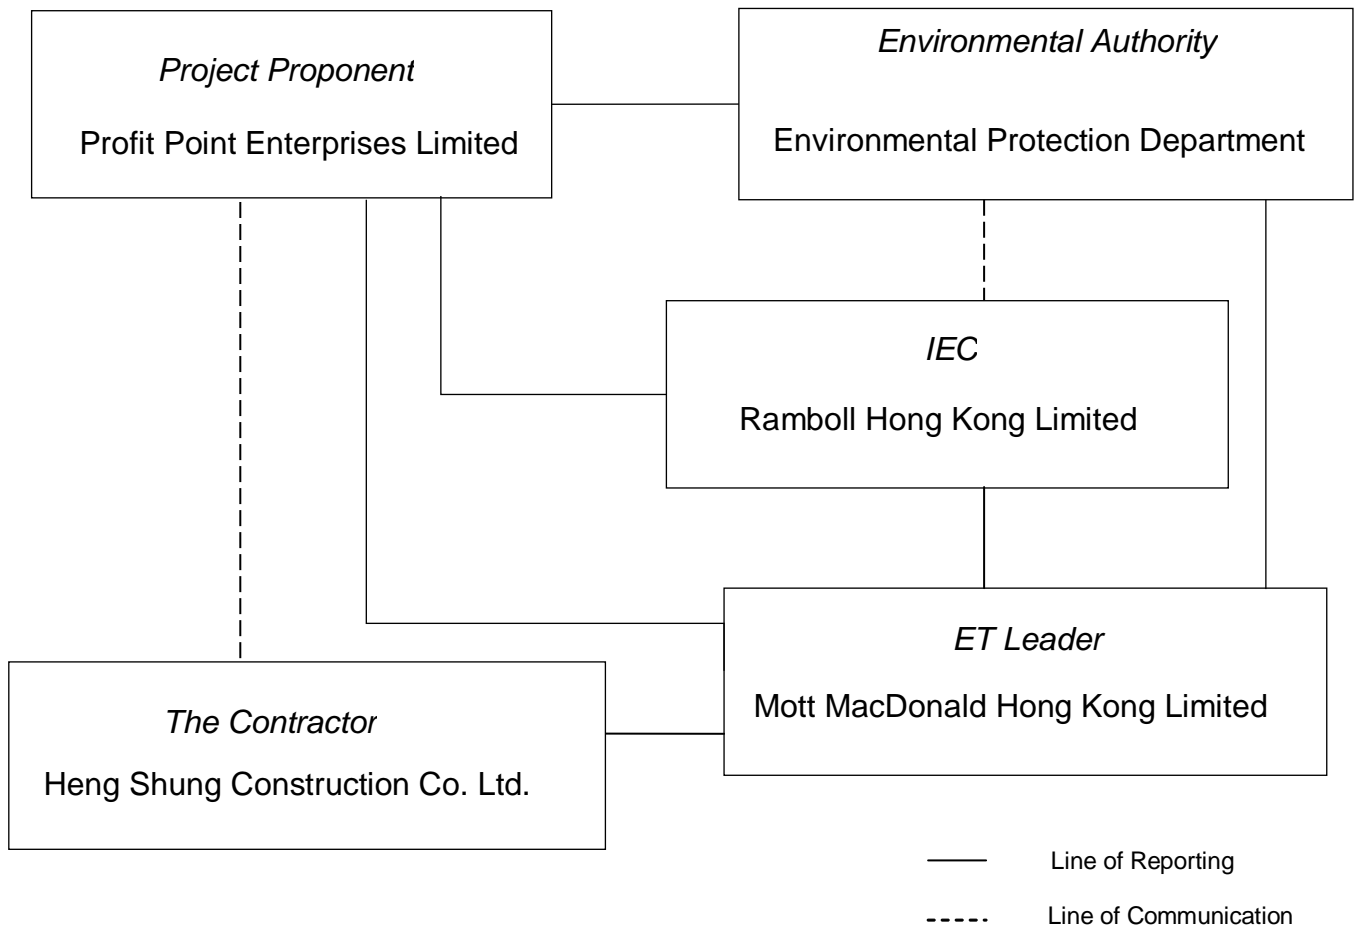 Project Proponent
Profit Point Enterprises Limited
Environmental Authority
Environmental Protection Department
IEC
Ramboll Hong Kong Limited
ET Leader
Mott MacDonald Hong Kong Limited
The Contractor
Heng Shung Construction Co. Ltd.
Line of Reporting
Line of Communication